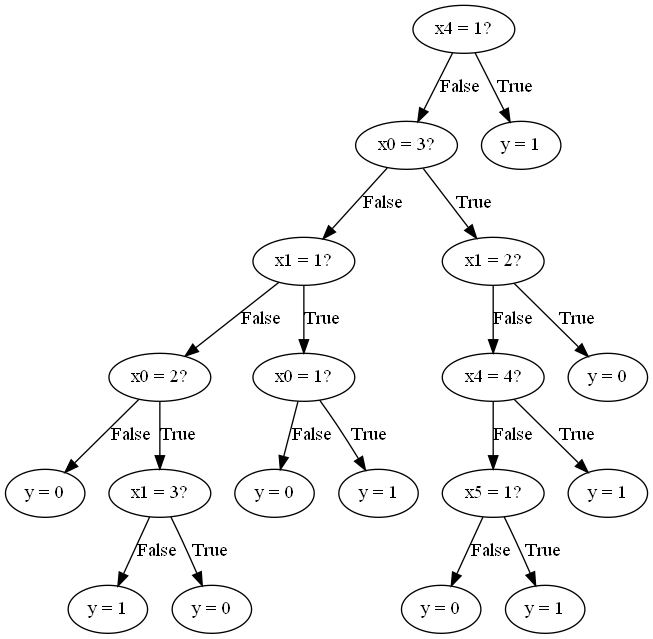 x4 = 1?
False
True
x0 = 3?
y = 1
False
True
x1 = 1?
x1 = 2?
False
True
False
True
x0 = 2?
x0 = 1?
x4 = 4?
y = 0
False
True
False
True
False
True
y = 0
x1 = 3?
y = 0
y = 1
x5 = 1?
y = 1
False
True
False
True
y = 1
y = 0
y = 0
y = 1